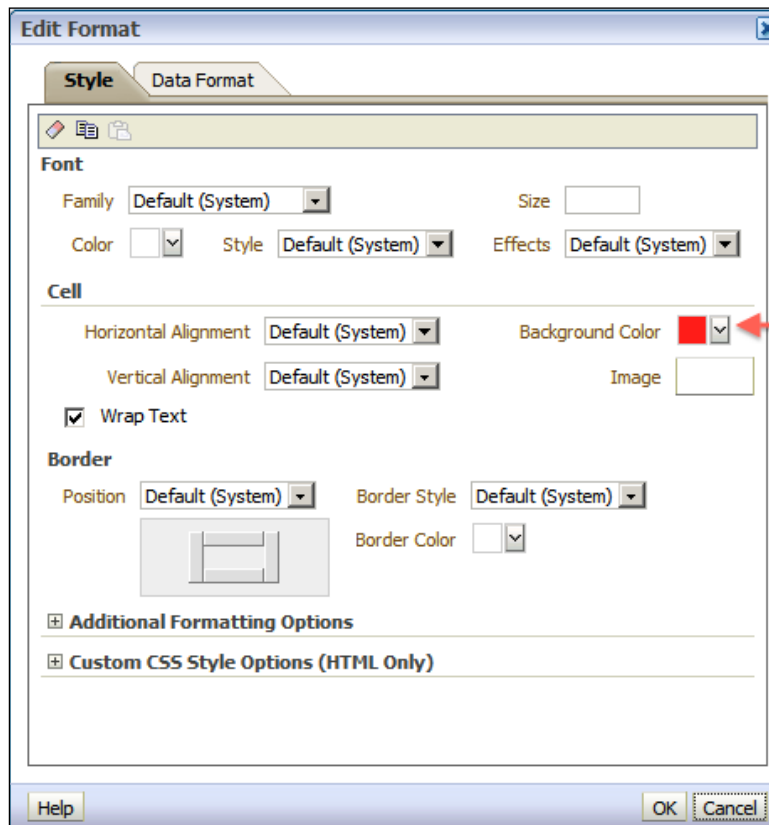 Edit Format
Style Data Format
Font
Family Default (System) Size
Color Style Default (System) Effects Default (System)
Cell
Horizontal Alignment Default (System) Background Color
Vertical Alignment Default (System) Image
Wrap Text
Border
Position Default (System) Border Style Default (System)
Border Color
Additional Formatting Options
Custom CSS Style Options (HTML Only)
Help OK Cancel